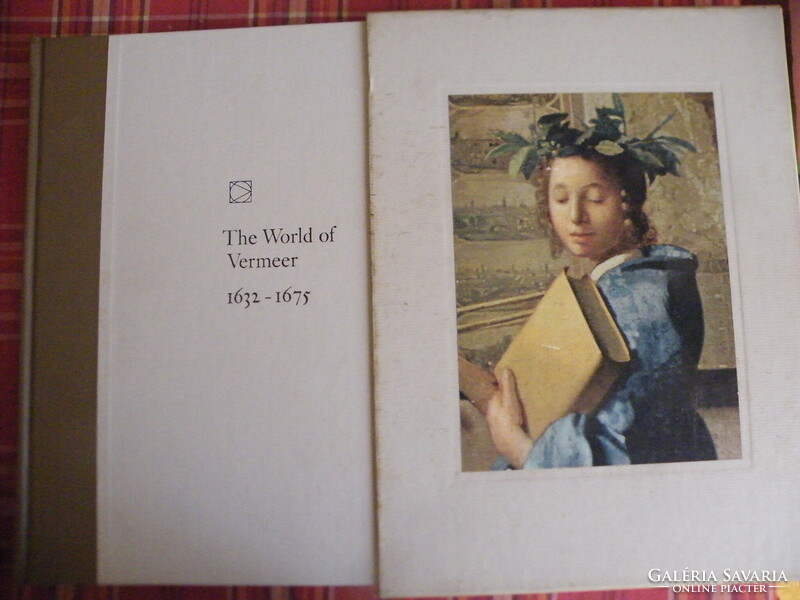 The World of
Vermeer
1632 - 1675
GALÉRIA SAVARIA
ONLINE PIACTÉR